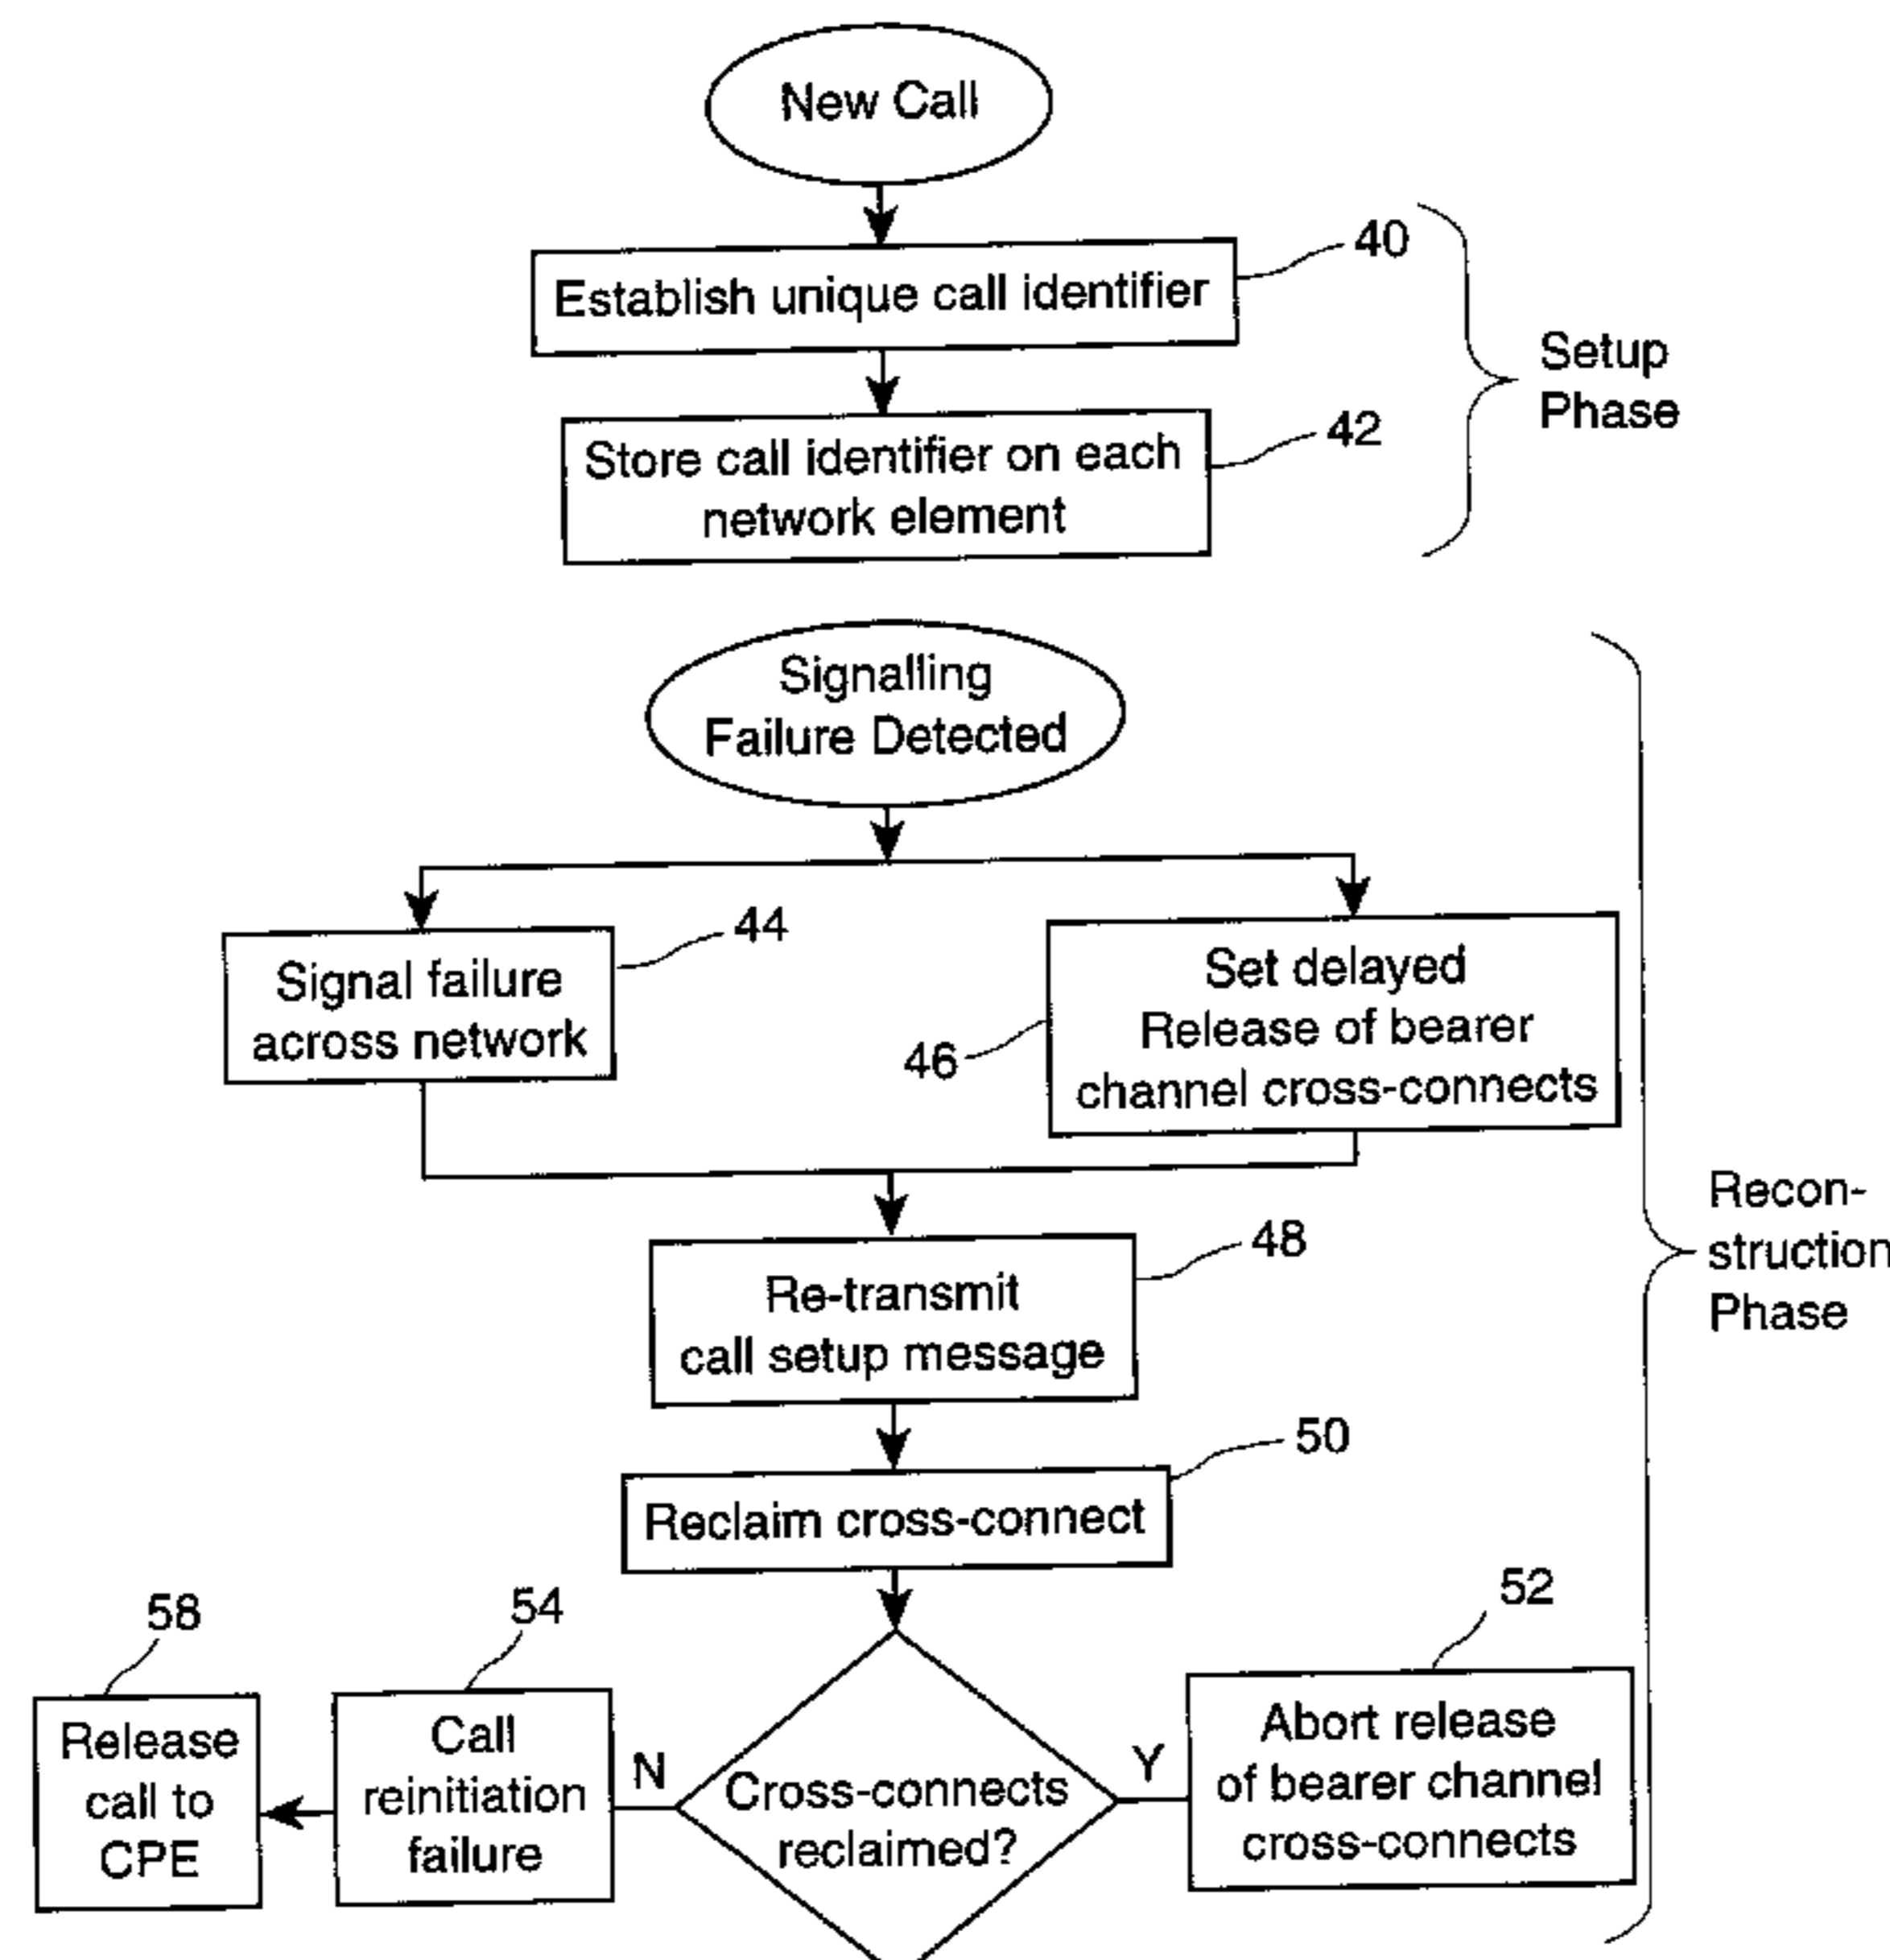 New Call
40
Establish unique call identifier
Setup
Phase
42
Store call identifier on each
network element
Signalling
Failure Detected
44
Signal failure
across network
46
Set delayed
Release of bearer
channel cross-connects
Recon-
struction
Phase
48
Re-transmit
call setup message
50
Reclaim cross-connect
58
Release
call to
CPE
54
Call
reinitiation
failure
N
Cross-connects
reclaimed?
Y
52
Abort release
of bearer channel
cross-connects